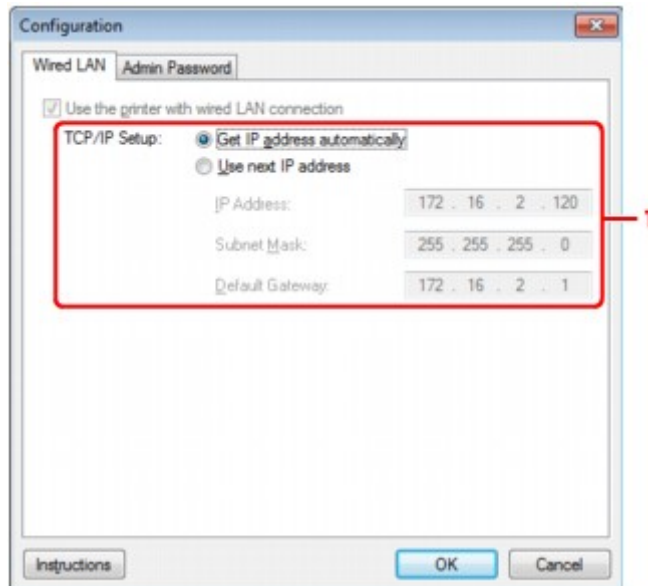 Configuration
Wired LAN Admin Password
Use the printer with wired LAN connection
TCP/IP Setup: Get IP address automatically
Use next IP address
IP Address: 172 . 16 . 2 . 120
Subnet Mask: 255 . 255 . 255 . 0
Default Gateway: 172 . 16 . 2 . 1
1
Instructions OK Cancel